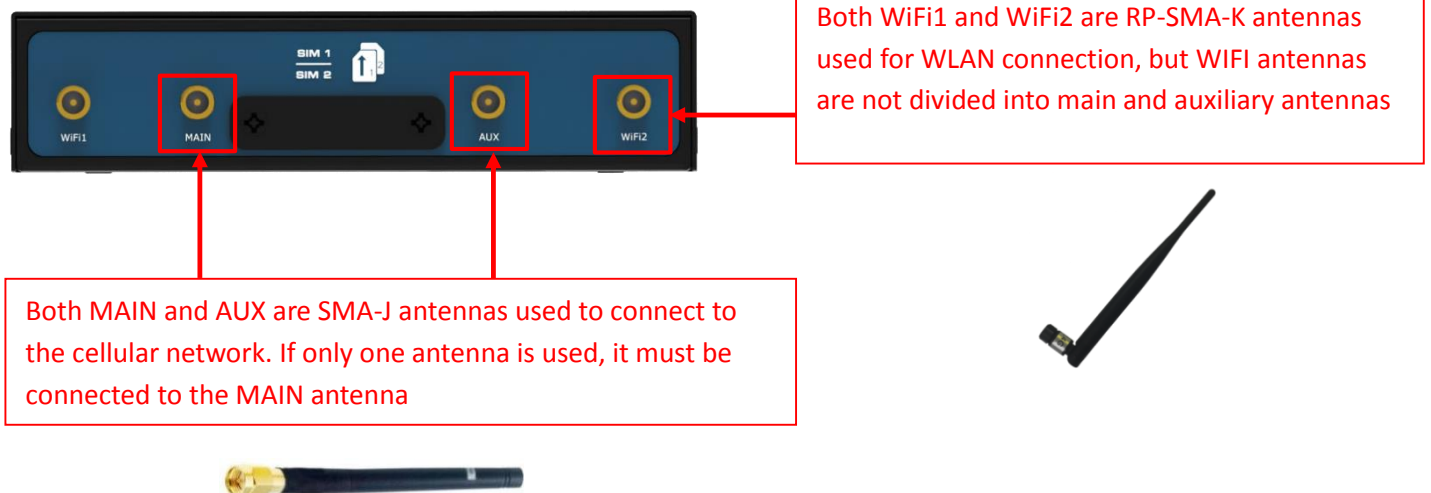 Both WiFi1 and WiFi2 are RP-SMA-K antennas
used for WLAN connection, but WIFI antennas
are not divided into main and auxiliary antennas
SIM 1
SIM 2
1
2
WiFi1
MAIN
AUX
WiFi2
Both MAIN and AUX are SMA-J antennas used to connect to
the cellular network. If only one antenna is used, it must be
connected to the MAIN antenna